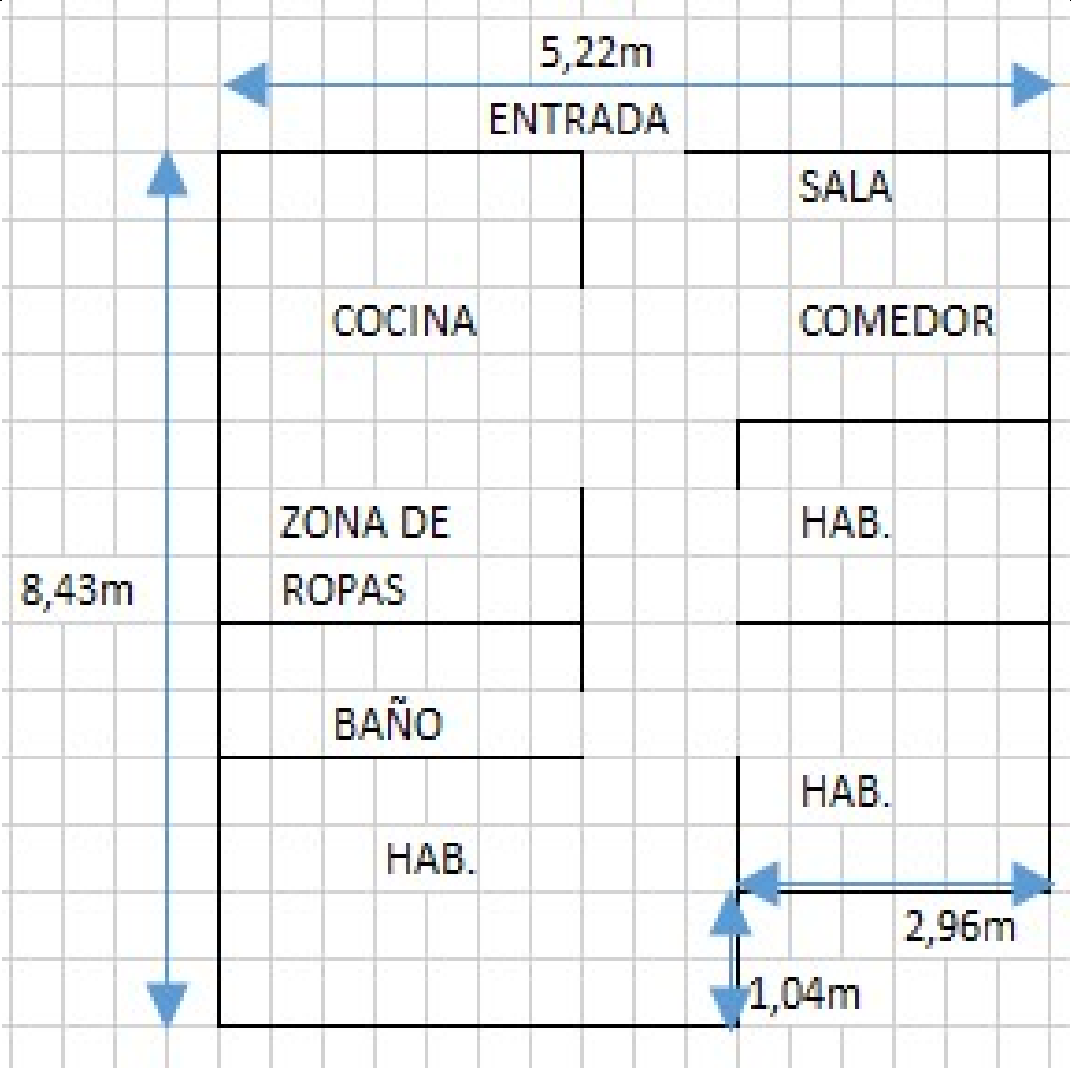 5,22m
ENTRADA
SALA
COCINA
COMEDOR
ZONA DE
ROPAS
HAB.
8,43m
BAÑO
HAB.
HAB.
2,96m
1,04m